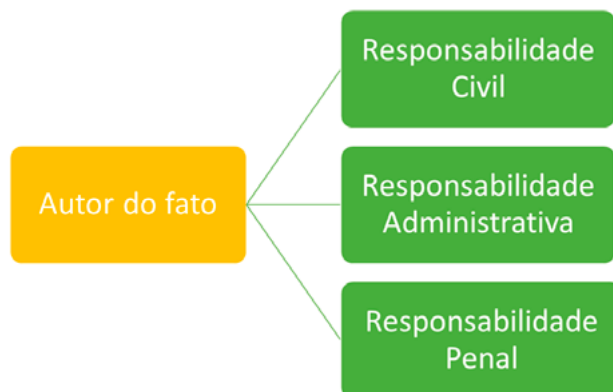 Autor do fato
Responsabilidade
Civil
Responsabilidade
Administrativa
Responsabilidade
Penal